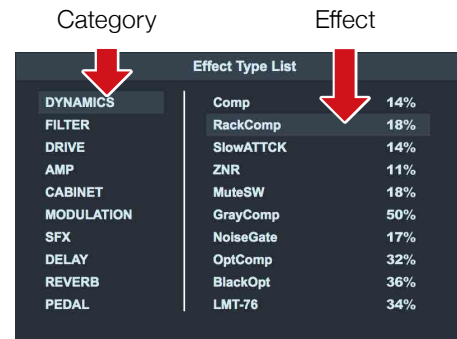 Category Effect
Effect Type List
DYNAMICS Comp 14%
FILTER RackComp 18%
DRIVE SlowATTCK 14%
AMP ZNR 11%
CABINET MuteSW 18%
MODULATION GrayComp 50%
SFX NoiseGate 17%
DELAY OptComp 32%
REVERB BlackOpt 36%
PEDAL LMT-76 34%